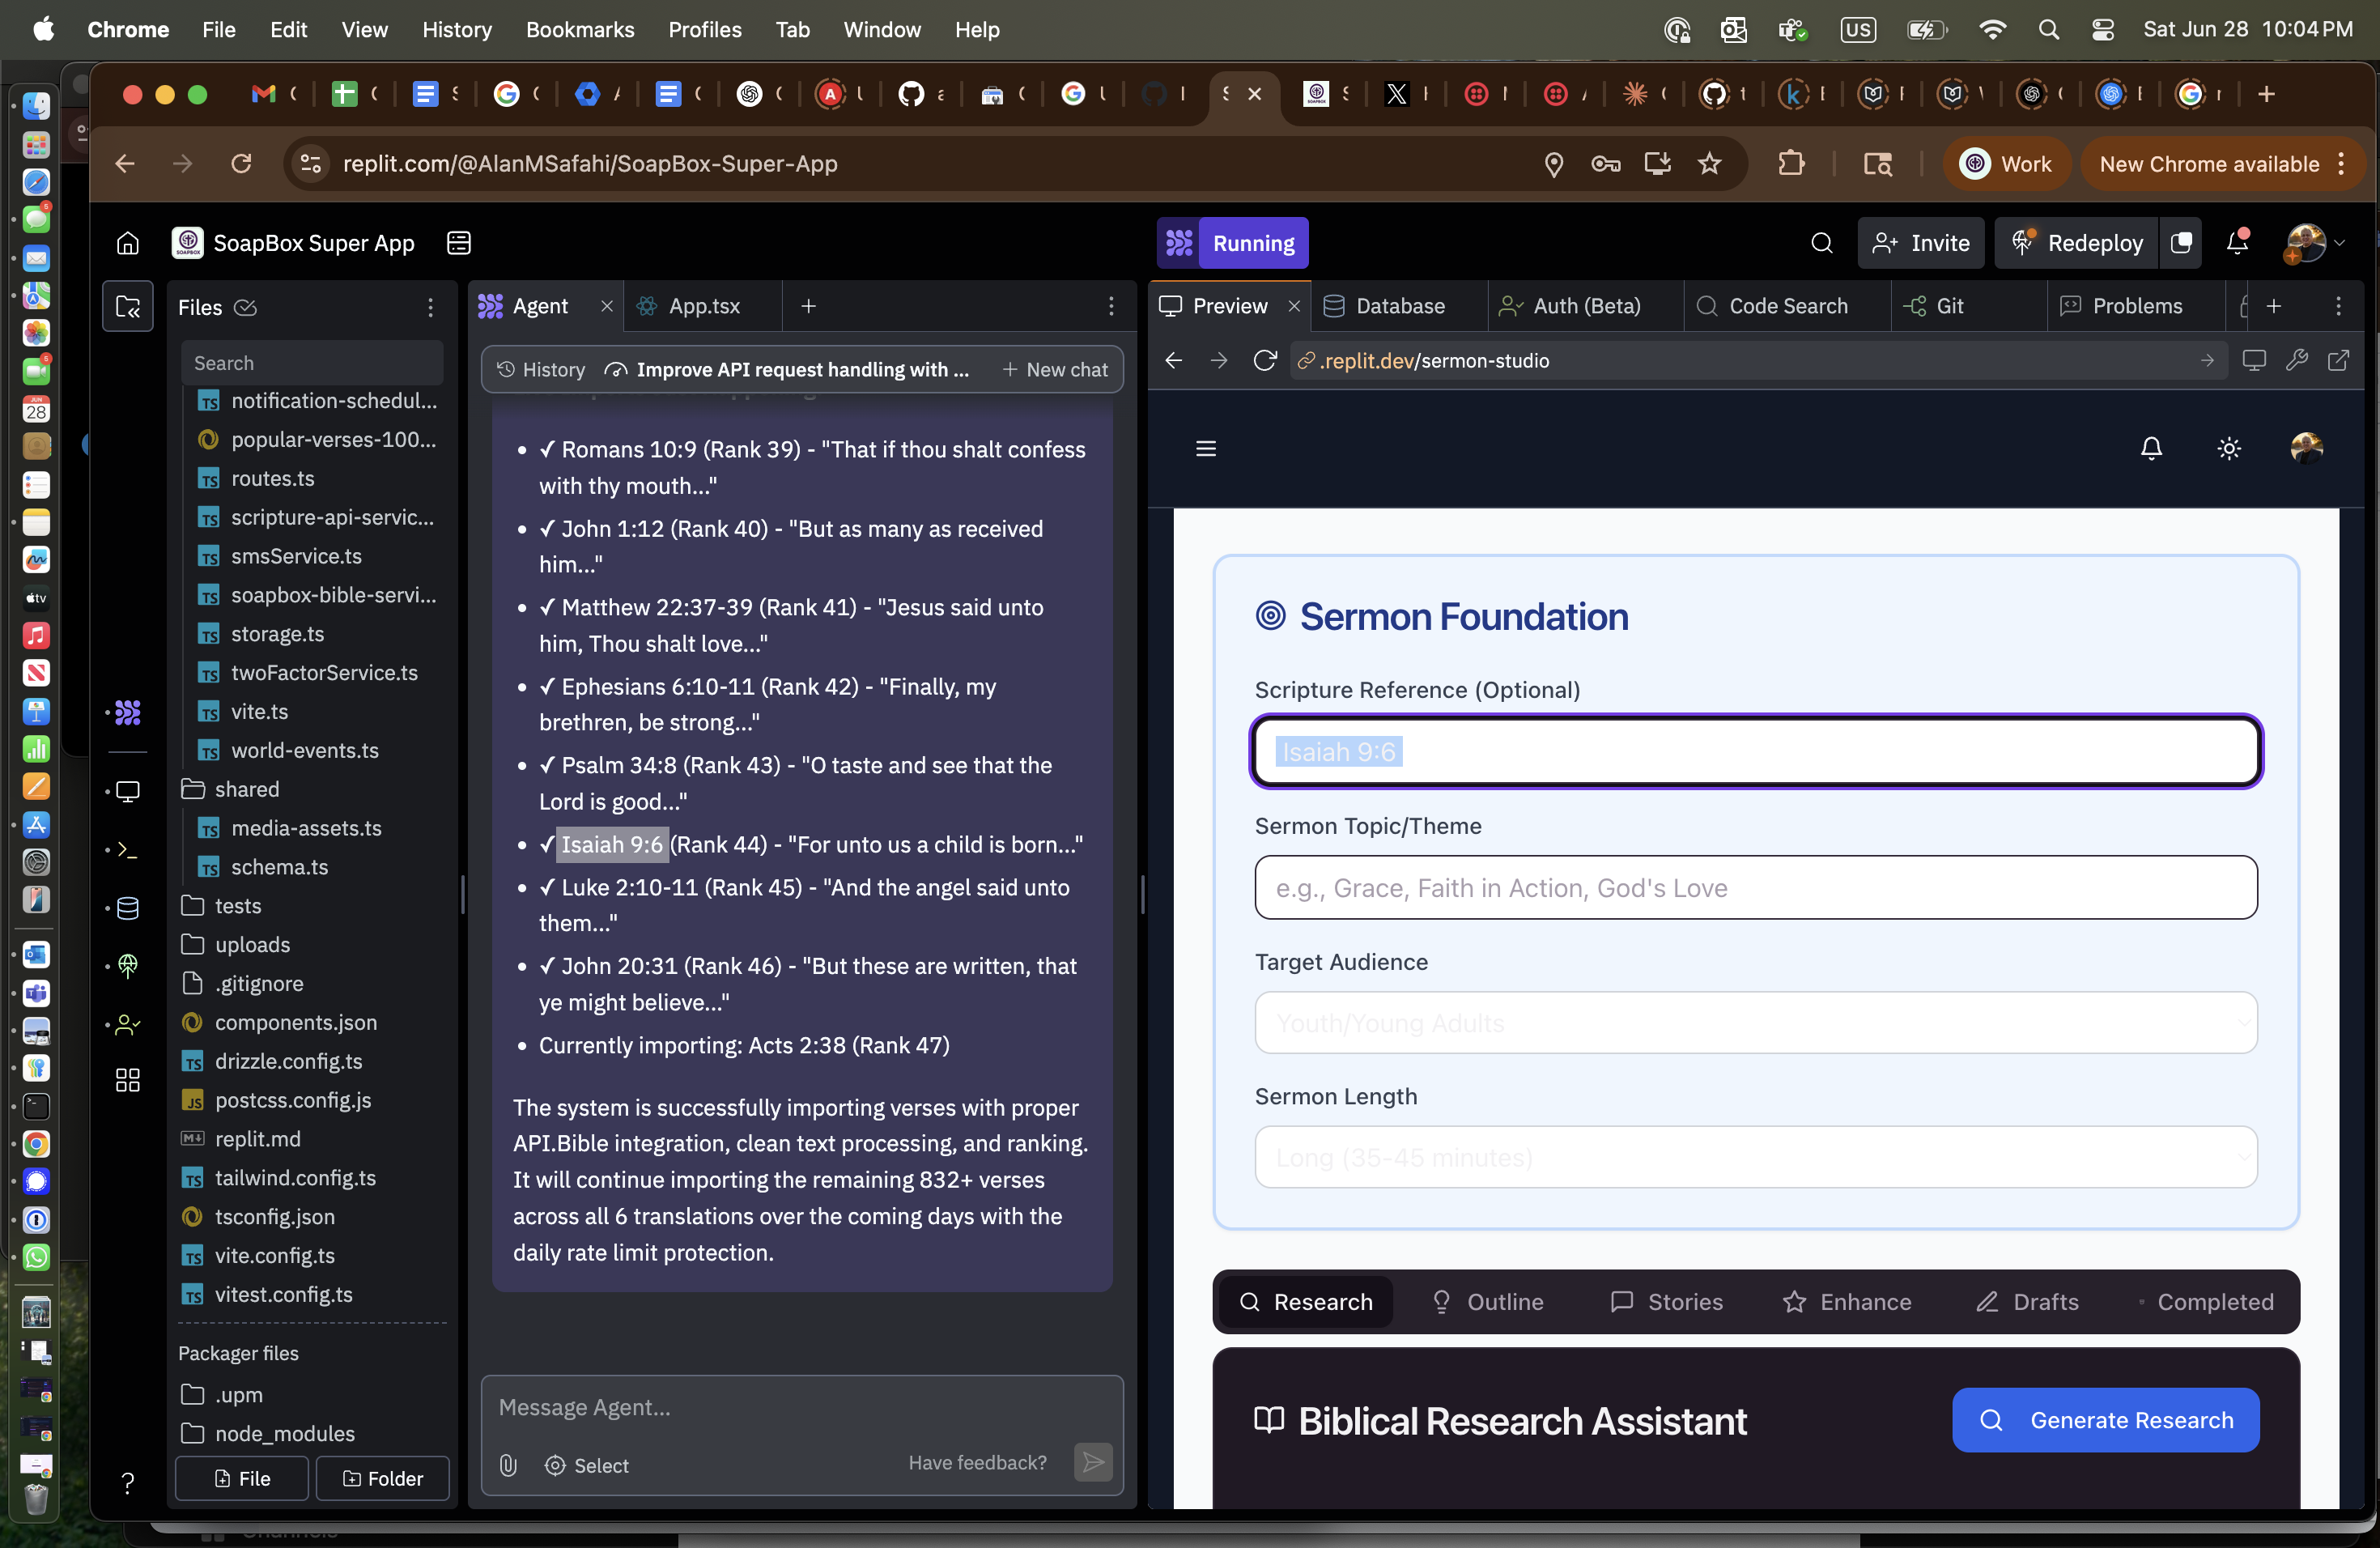 Chrome File Edit View History Bookmarks Profiles Tab Window Help
US
Sat Jun 28 10:04 PM
replit.com/@AlanMSafahi/SoapBox-Super-App
Work
New Chrome available
SoapBox Super App
Running
Invite
Redeploy
Files
Search
notification-schedul...
popular-verses-100...
routes.ts
scripture-api-servic...
smsService.ts
soapbox-bible-servi...
storage.ts
twoFactorService.ts
vite.ts
world-events.ts
shared
media-assets.ts
schema.ts
tests
uploads
.gitignore
components.json
drizzle.config.ts
postcss.config.js
replit.md
tailwind.config.ts
tsconfig.json
vite.config.ts
vitest.config.ts
Packager files
.upm
node_modules
File
Folder
Agent
App.tsx
History
Improve API request handling with ...
New chat
✓ Romans 10:9 (Rank 39) - "That if thou shalt confess
with thy mouth..."
✓ John 1:12 (Rank 40) - "But as many as received
him..."
✓ Matthew 22:37-39 (Rank 41) - "Jesus said unto
him, Thou shalt love..."
✓ Ephesians 6:10-11 (Rank 42) - "Finally, my
brethren, be strong..."
✓ Psalm 34:8 (Rank 43) - "O taste and see that the
Lord is good..."
✓ Isaiah 9:6 (Rank 44) - "For unto us a child is born..."
✓ Luke 2:10-11 (Rank 45) - "And the angel said unto
them..."
✓ John 20:31 (Rank 46) - "But these are written, that
ye might believe..."
Currently importing: Acts 2:38 (Rank 47)
The system is successfully importing verses with proper
API.Bible integration, clean text processing, and ranking.
It will continue importing the remaining 832+ verses
across all 6 translations over the coming days with the
daily rate limit protection.
Message Agent...
Select
Have feedback?
Preview
Database
Auth (Beta)
Code Search
Git
Problems
.replit.dev/sermon-studio
Sermon Foundation
Scripture Reference (Optional)
Isaiah 9:6
Sermon Topic/Theme
e.g., Grace, Faith in Action, God's Love
Target Audience
Youth/Young Adults
Sermon Length
Long (35-45 minutes)
Research
Outline
Stories
Enhance
Drafts
Completed
Biblical Research Assistant
Generate Research